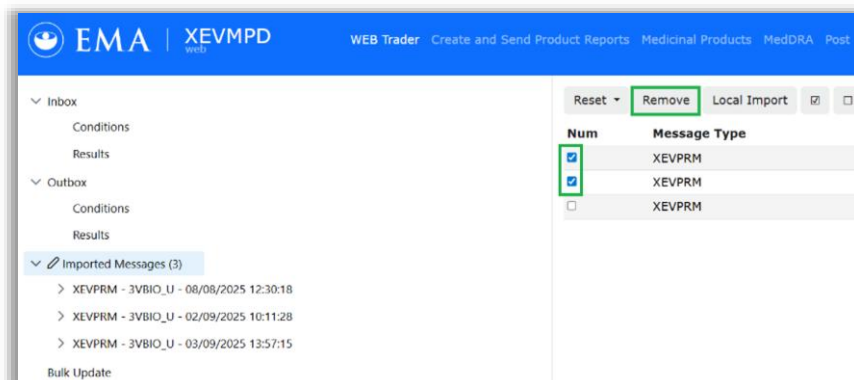 EMA | XEVMPD
web
WEB Trader Create and Send Product Reports Medicinal Products MedDRA Post
Inbox
Conditions
Results
Outbox
Conditions
Results
Imported Messages (3)
XEVPRM - 3VBIO_U - 08/08/2025 12:30:18
XEVPRM - 3VBIO_U - 02/09/2025 10:11:28
XEVPRM - 3VBIO_U - 03/09/2025 13:57:15
Bulk Update
Reset Remove Local Import
Num Message Type
XEVPRM
XEVPRM
XEVPRM